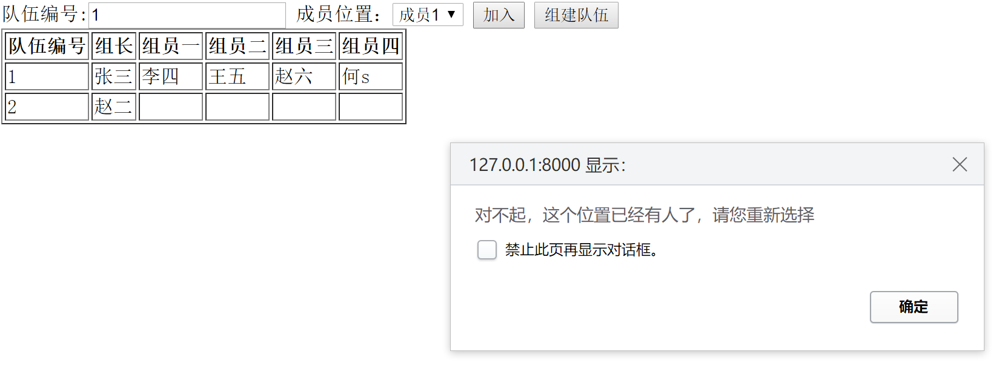 队伍编号:1 成员位置：成员1 ▼ 加入 组建队伍
队伍编号 组长 组员一 组员二 组员三 组员四
1 张三 李四 王五 赵六 何s
2 赵二
127.0.0.1:8000 显示：
对不起，这个位置已经有人了，请您重新选择
禁止此页再显示对话框。
确定